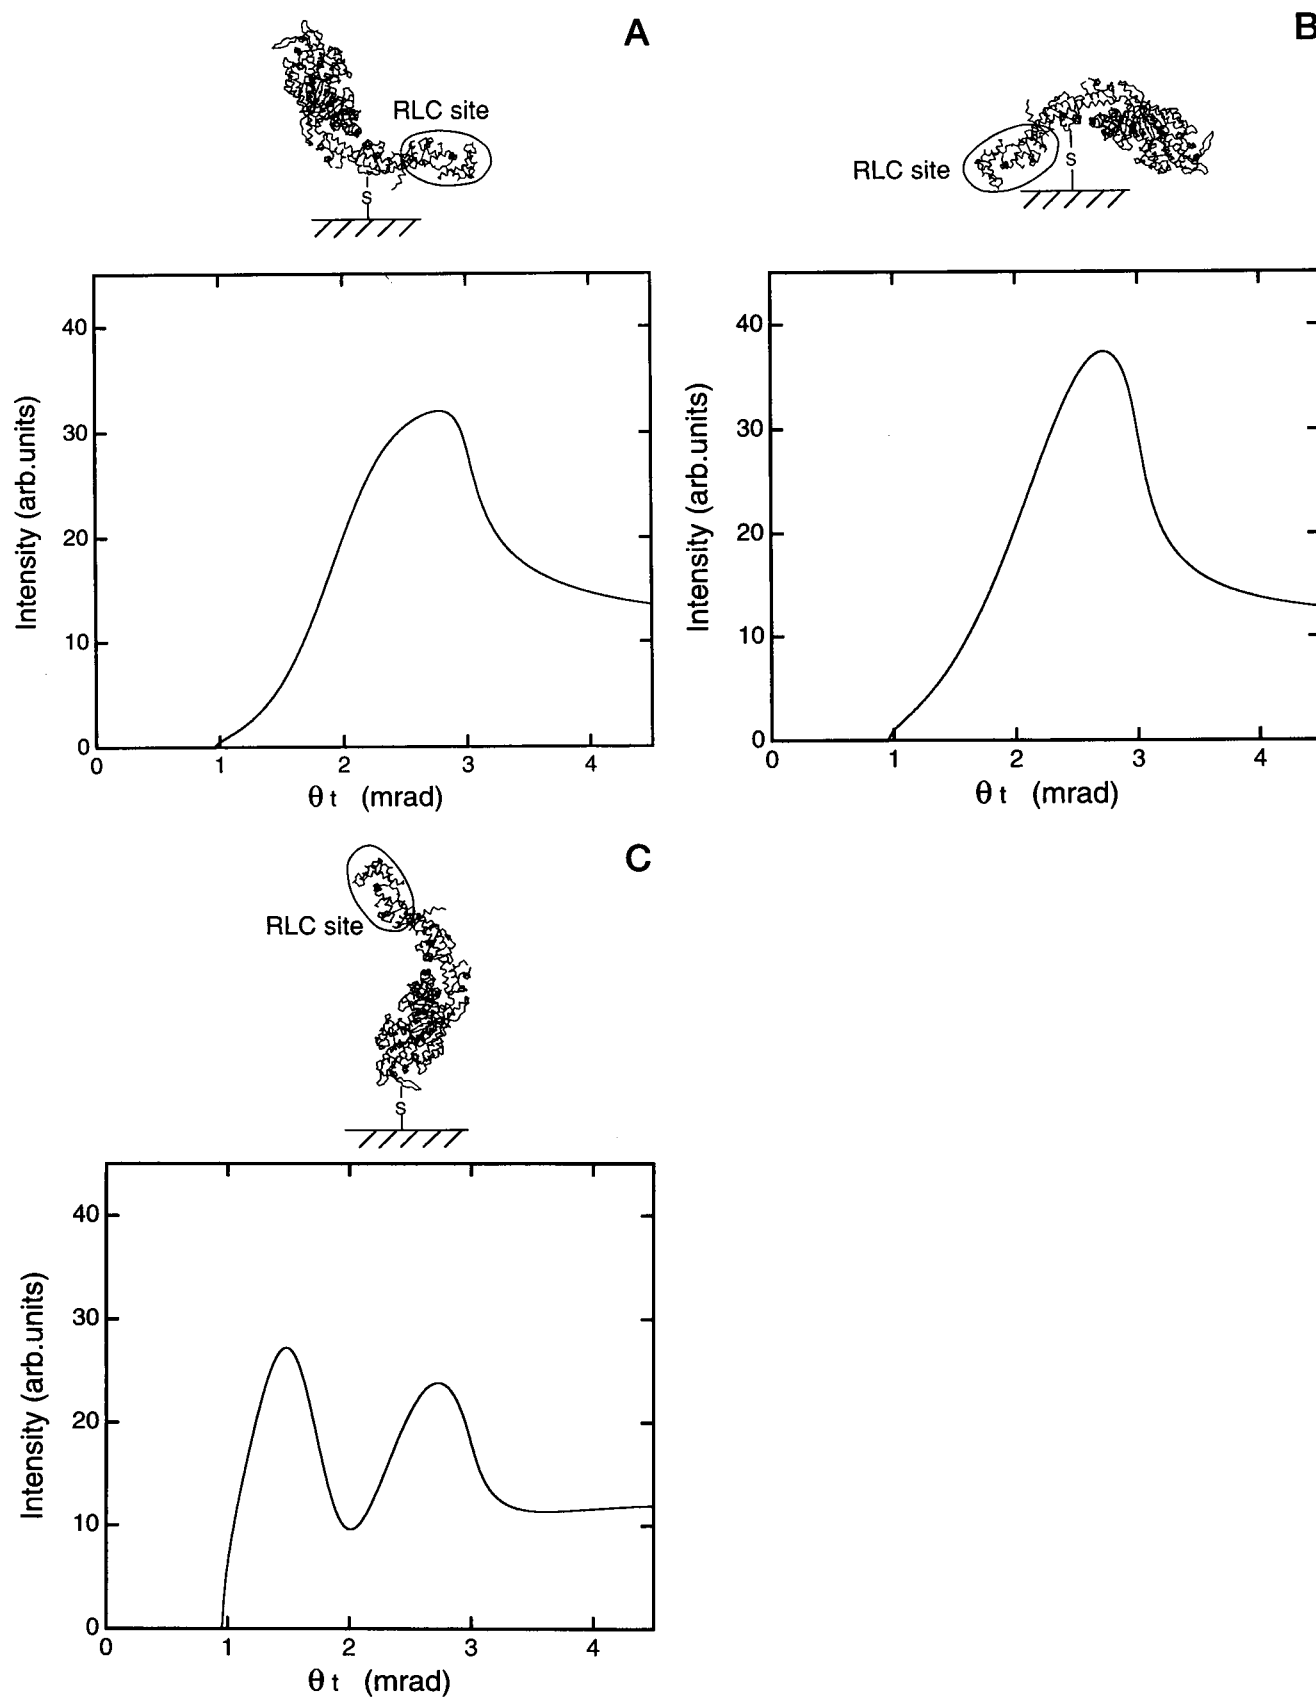 A
RLC site
S
40
30
20
10
0
Intensity (arb.units)
0 1 2 3 4
θ t (mrad)
B
RLC site
S
40
30
20
10
0
Intensity (arb.units)
0 1 2 3 4
θ t (mrad)
C
RLC site
S
40
30
20
10
0
Intensity (arb.units)
0 1 2 3 4
θ t (mrad)